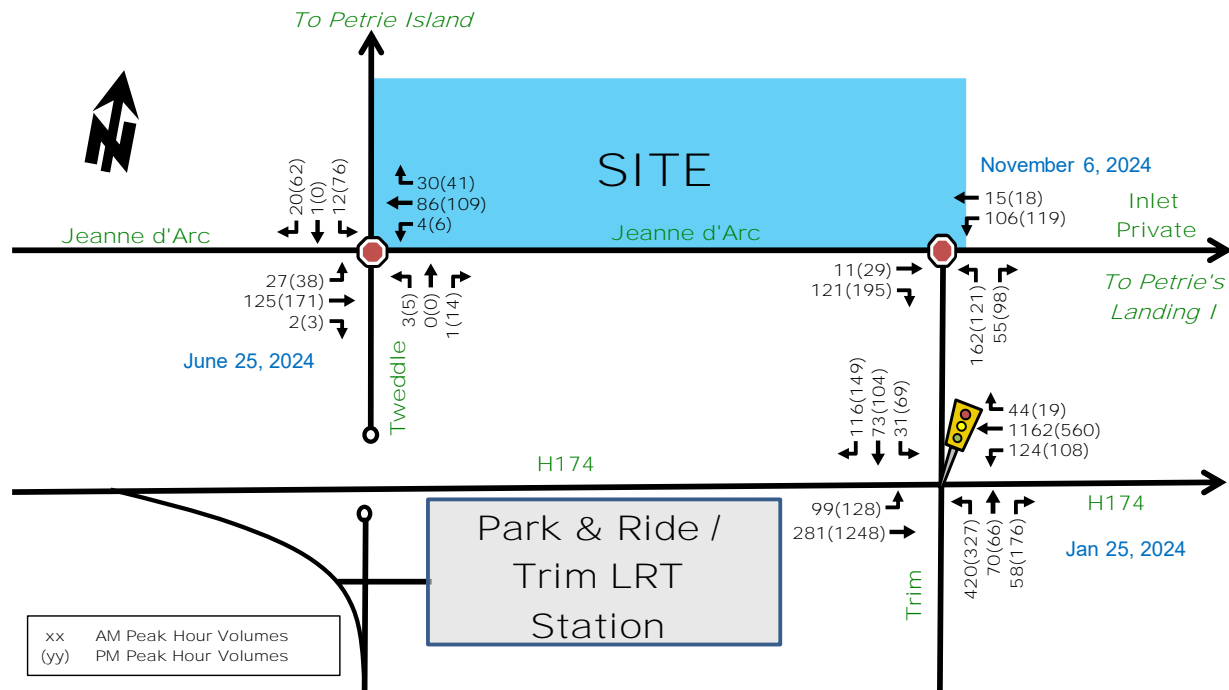 To Petrie Island
N
SITE
November 6, 2024
20(62)
1(0)
12(76)
30(41)
86(109)
4(6)
15(18)
106(119)
Inlet
Private
Jeanne d'Arc
Jeanne d'Arc
27(38)
125(171)
2(3)
3(5)
0(0)
1(14)
11(29)
121(195)
162(121)
55(98)
To Petrie's
Landing I
June 25, 2024
Tweddle
116(149)
73(104)
31(69)
44(19)
1162(560)
124(108)
H174
99(128)
281(1248)
420(327)
70(66)
58(176)
H174
Jan 25, 2024
Trim
Park & Ride /
Trim LRT
Station
xx AM Peak Hour Volumes
(yy) PM Peak Hour Volumes